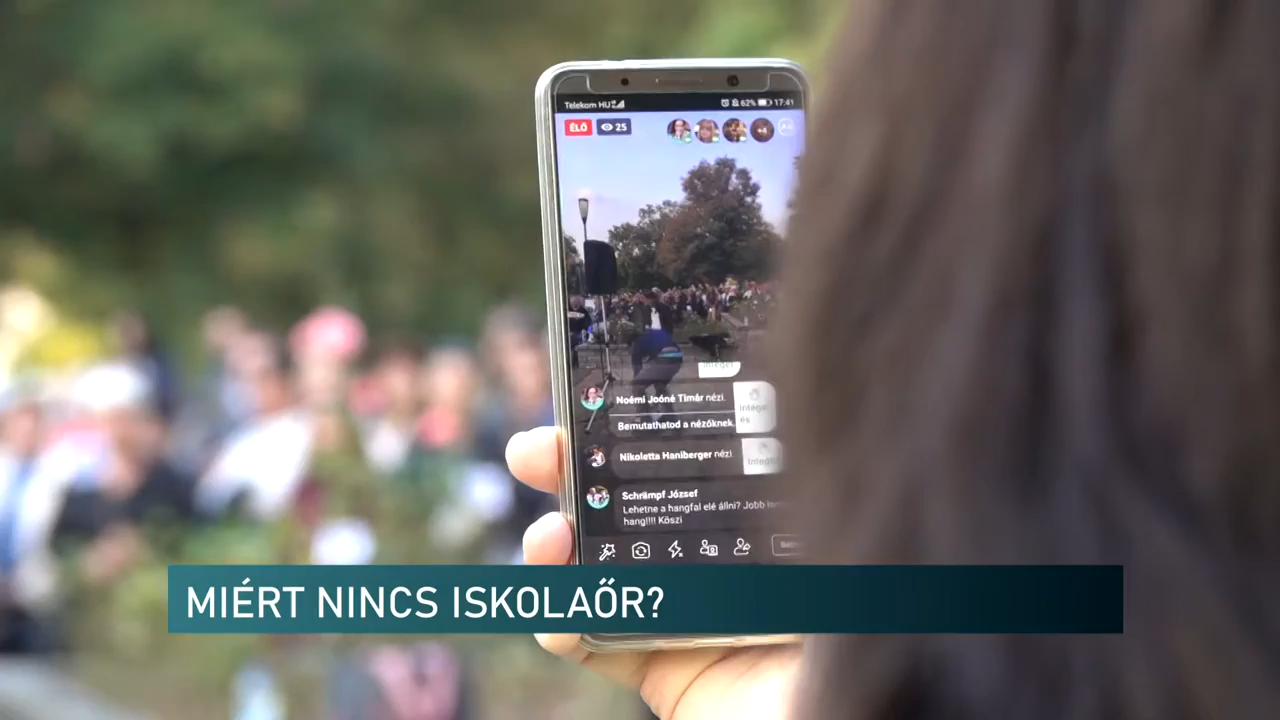 Telekom HU
62% 17:41
ÉLŐ 25
Noémi Joóné Tímár nézi.
Bemutathatod a nézőknek.
Nikoletta Haniberger nézi
Schrämpf József
Lehetne a hangfal elé állni? Jobb
hang!!!! Köszi
MIÉRT NINCS ISKOLAŐR?